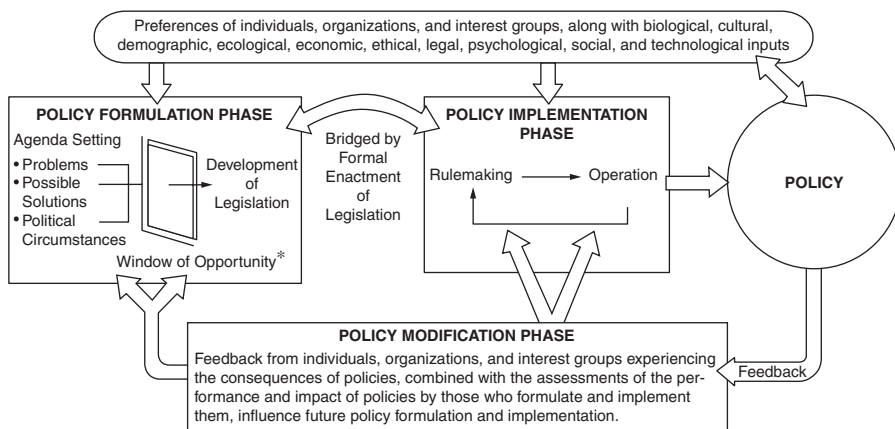 Preferences of individuals, organizations, and interest groups, along with biological, cultural,
demographic, ecological, economic, ethical, legal, psychological, social, and technological inputs
POLICY FORMULATION PHASE
Agenda Setting
• Problems
• Possible
Solutions
• Political
Circumstances
Development
of
Legislation
Window of Opportunity*
Bridged by
Formal
Enactment
of
Legislation
POLICY IMPLEMENTATION
PHASE
Rulemaking
Operation
POLICY
POLICY MODIFICATION PHASE
Feedback from individuals, organizations, and interest groups experiencing
the consequences of policies, combined with the assessments of the per-
formance and impact of policies by those who formulate and implement
them, influence future policy formulation and implementation.
Feedback